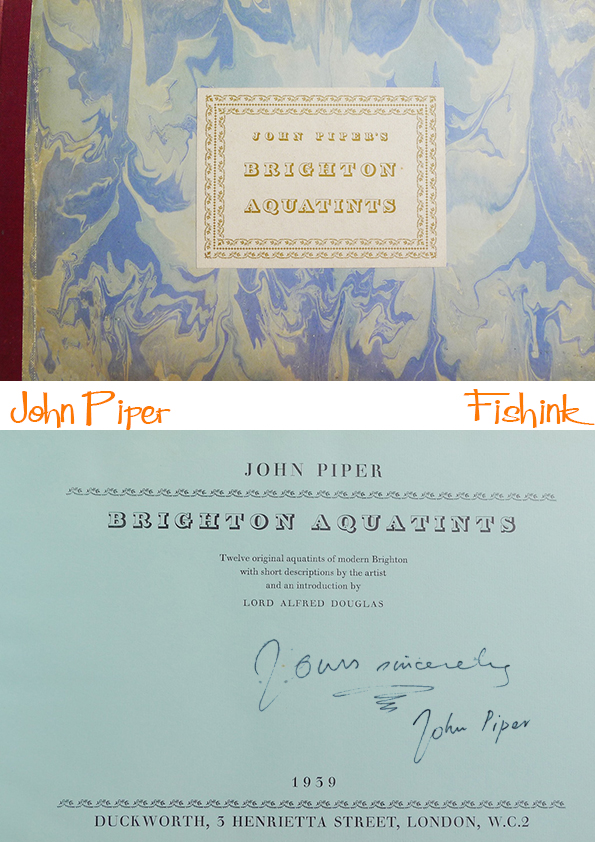 JOHN PIPER'S
BRIGHTON
AQUATINTS
John Piper
Fishink
JOHN PIPER
BRIGHTON AQUATINTS
Twelve original aquatints of modern Brighton
with short descriptions by the artist
and an introduction by
LORD ALFRED DOUGLAS
Yours sincerely
John Piper
1939
DUCKWORTH, 3 HENRIETTA STREET, LONDON, W.C.2